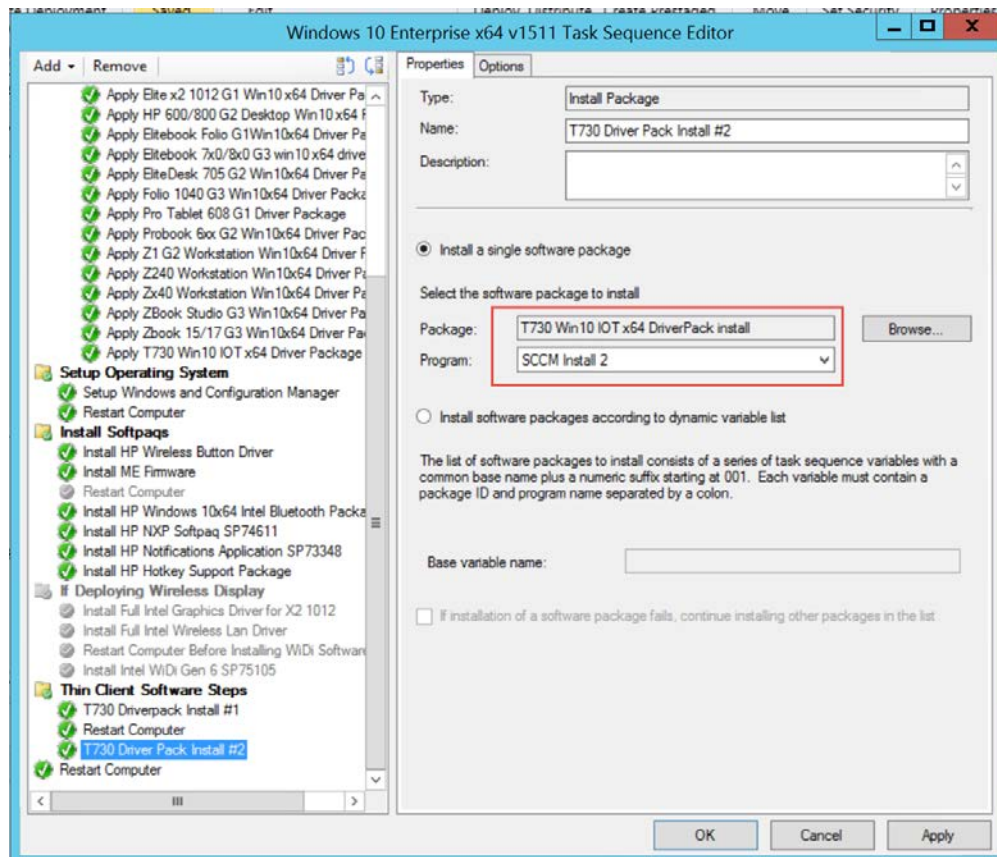 Deployment Saved Edit Deploy Distribute Create Prestaged Move Set Security Properties
Windows 10 Enterprise x64 v1511 Task Sequence Editor
Add Remove
Apply Elite x2 1012 G1 Win10 x64 Driver Pa
Apply HP 600/800 G2 Desktop Win10 x64 F
Apply Elitebook Folio G1Win10x64 Driver Pa
Apply Elitebook 7x0/8x0 G3 win10 x64 drive
Apply EliteDesk 705 G2 Win10x64 Driver Pa
Apply Folio 1040 G3 Win10x64 Driver Packa
Apply Pro Tablet 608 G1 Driver Package
Apply Probook 6xx G2 Win10x64 Driver Pac
Apply Z1 G2 Workstation Win10x64 Driver F
Apply Z240 Workstation Win10x64 Driver Pa
Apply Zx40 Workstation Win10x64 Driver Pa
Apply ZBook Studio G3 Win10x64 Driver Pa
Apply Zbook 15/17 G3 Win10x64 Driver Pa
Apply T730 Win10 IOT x64 Driver Package
Setup Operating System
Setup Windows and Configuration Manager
Restart Computer
Install Softpaqs
Install HP Wireless Button Driver
Install ME Firmware
Restart Computer
Install HP Windows 10x64 Intel Bluetooth Packa
Install HP NXP Softpaq SP74611
Install HP Notifications Application SP73348
Install HP Hotkey Support Package
If Deploying Wireless Display
Install Full Intel Graphics Driver for X2 1012
Install Full Intel Wireless Lan Driver
Restart Computer Before Installing WiDi Software
Install Intel WiDi Gen 6 SP75105
Thin Client Software Steps
T730 Driverpack Install #1
Restart Computer
T730 Driver Pack Install #2
Restart Computer
Properties Options
Type: Install Package
Name: T730 Driver Pack Install #2
Description:
Install a single software package
Select the software package to install
Package: T730 Win10 IOT x64 DriverPack install Browse...
Program: SCCM Install 2
Install software packages according to dynamic variable list
The list of software packages to install consists of a series of task sequence variables with a
common base name plus a numeric suffix starting at 001. Each variable must contain a
package ID and program name separated by a colon.
Base variable name:
If installation of a software package fails, continue installing other packages in the list
OK Cancel Apply